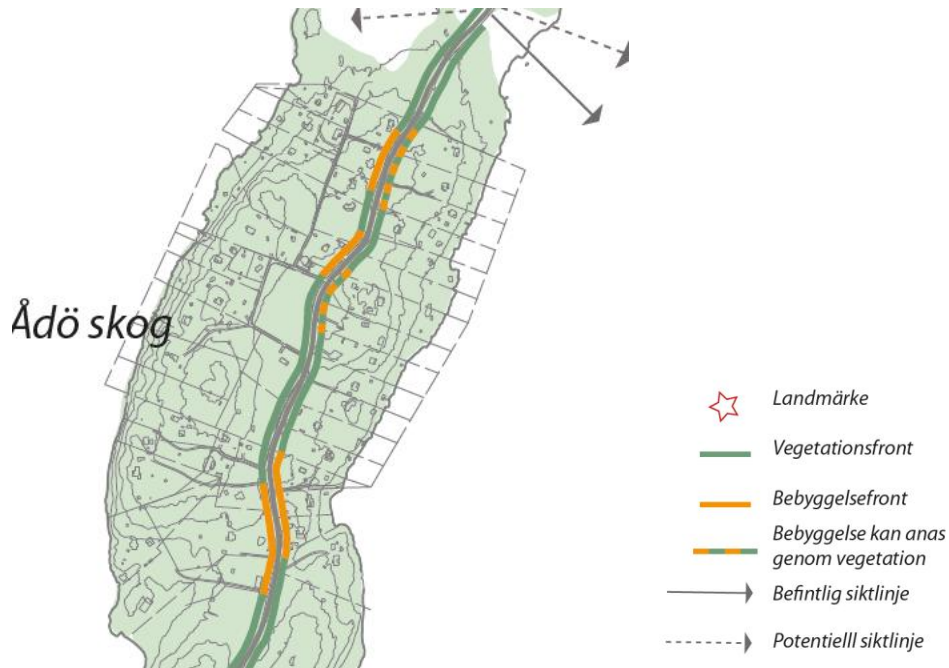 Ådö skog
Landmärke
Vegetationsfront
Bebyggelsefront
Bebyggelse kan anas
genom vegetation
Befintlig siktlinje
Potentielll siktlinje